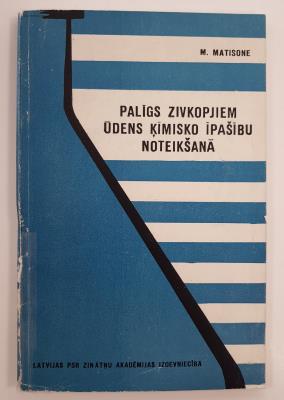 M. MATISONE
PALĪGS ZIVKOPJIEM
ŪDENS ĶĪMISKO ĪPAŠĪBU
NOTEIKŠANĀ
LATVIJAS PSR ZINĀTŅU AKADĒMIJAS IZDEVNIECĪBA